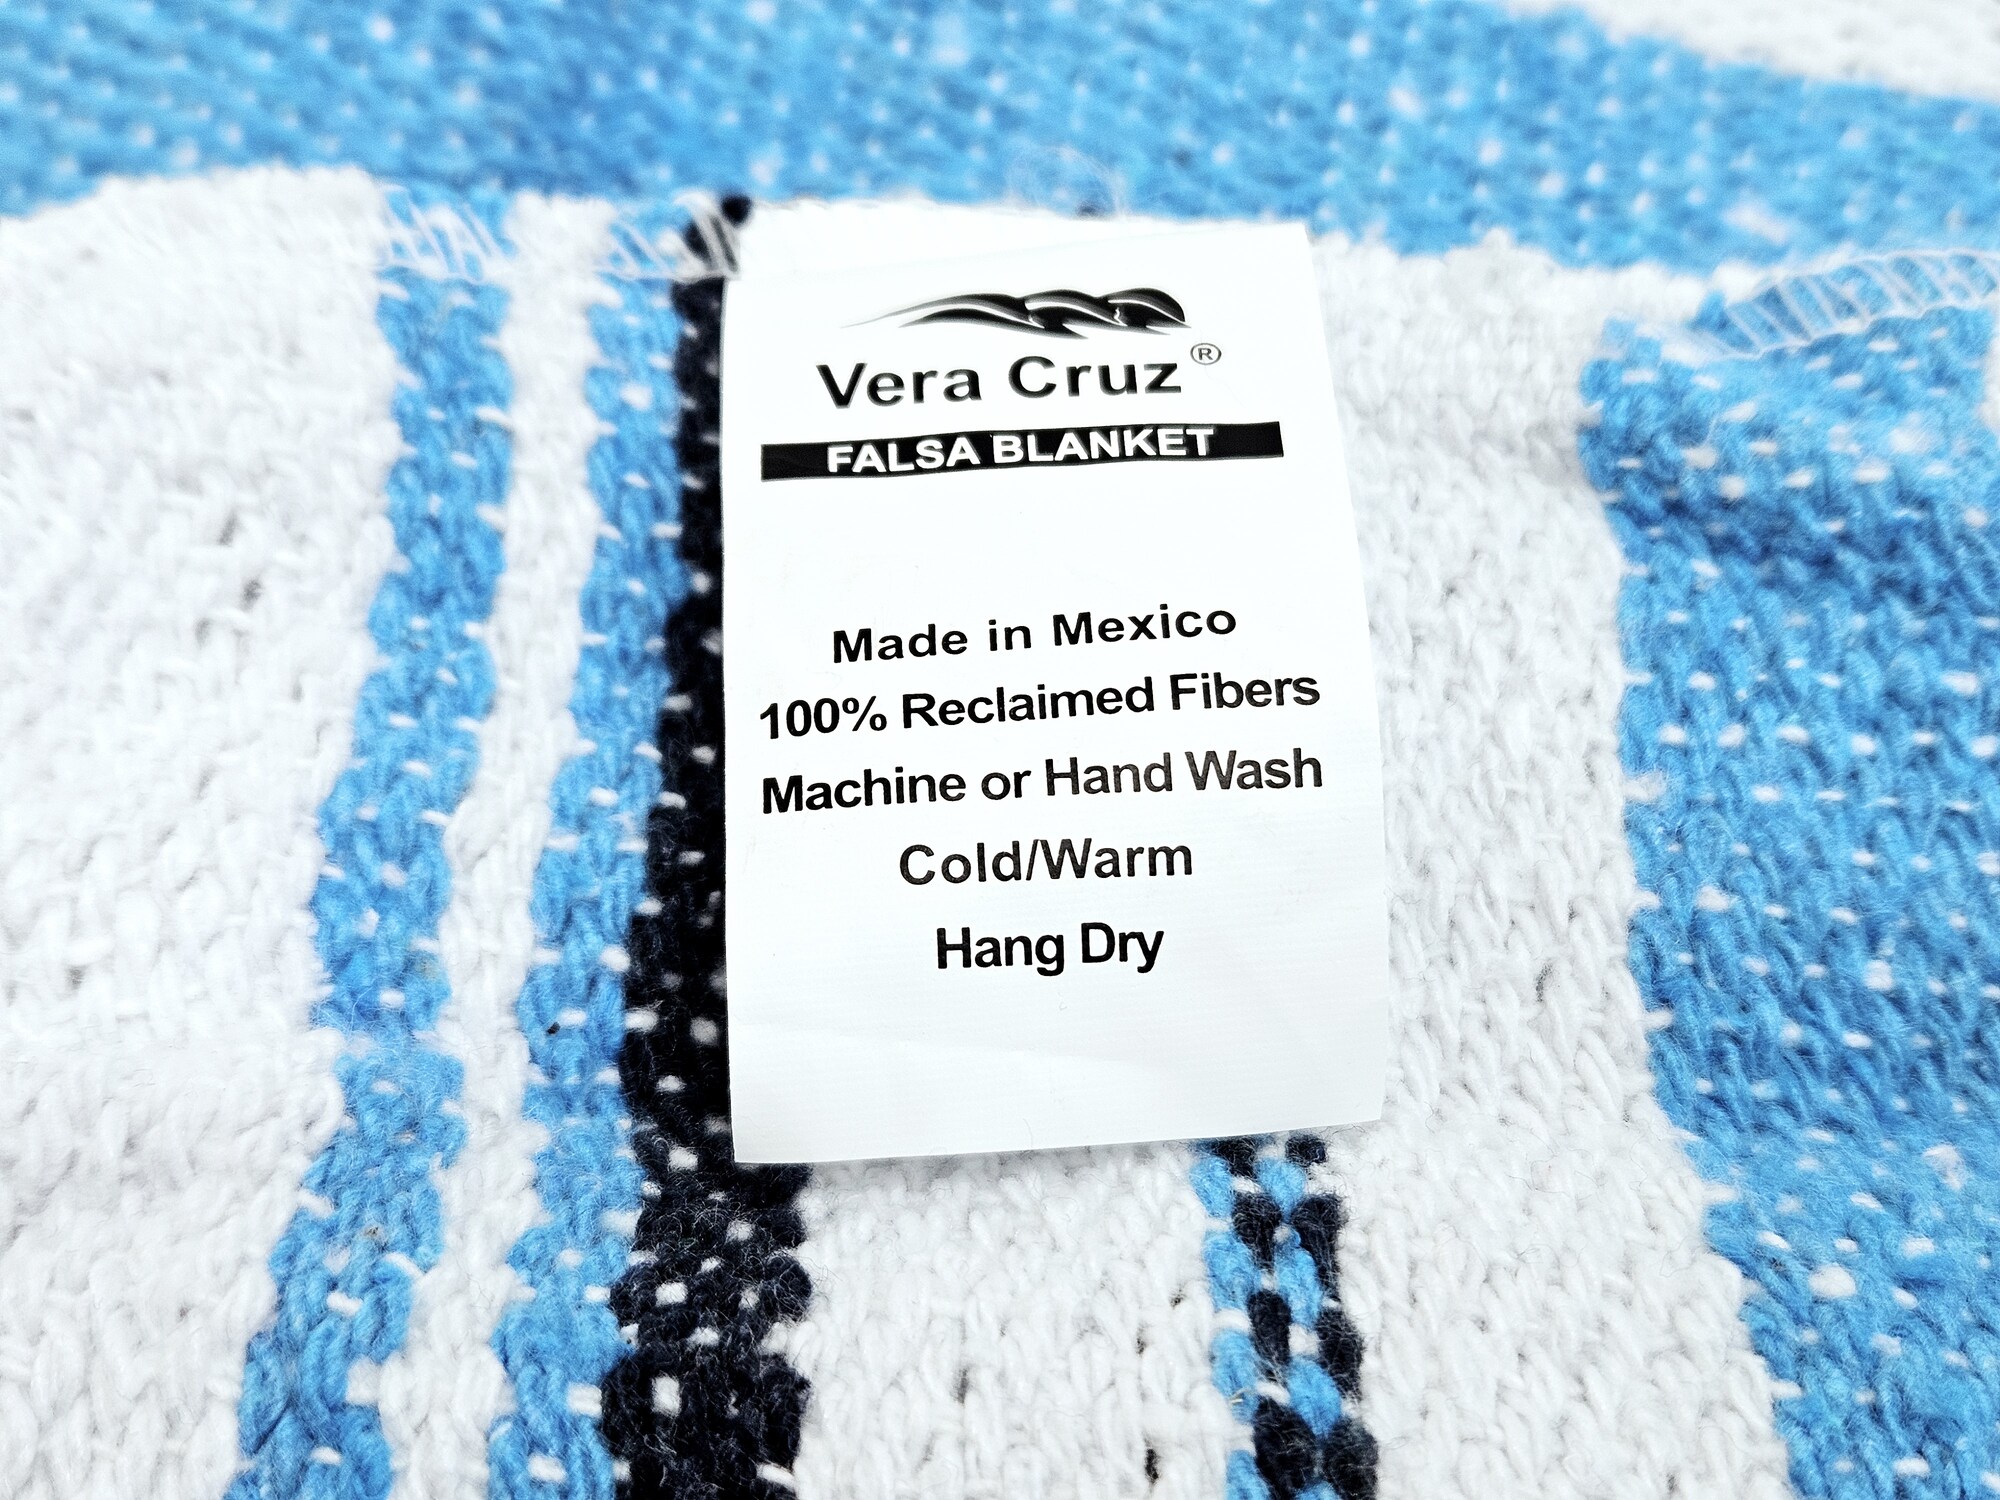 Vera Cruz®
FALSA BLANKET
Made in Mexico
100% Reclaimed Fibers
Machine or Hand Wash
Cold/Warm
Hang Dry